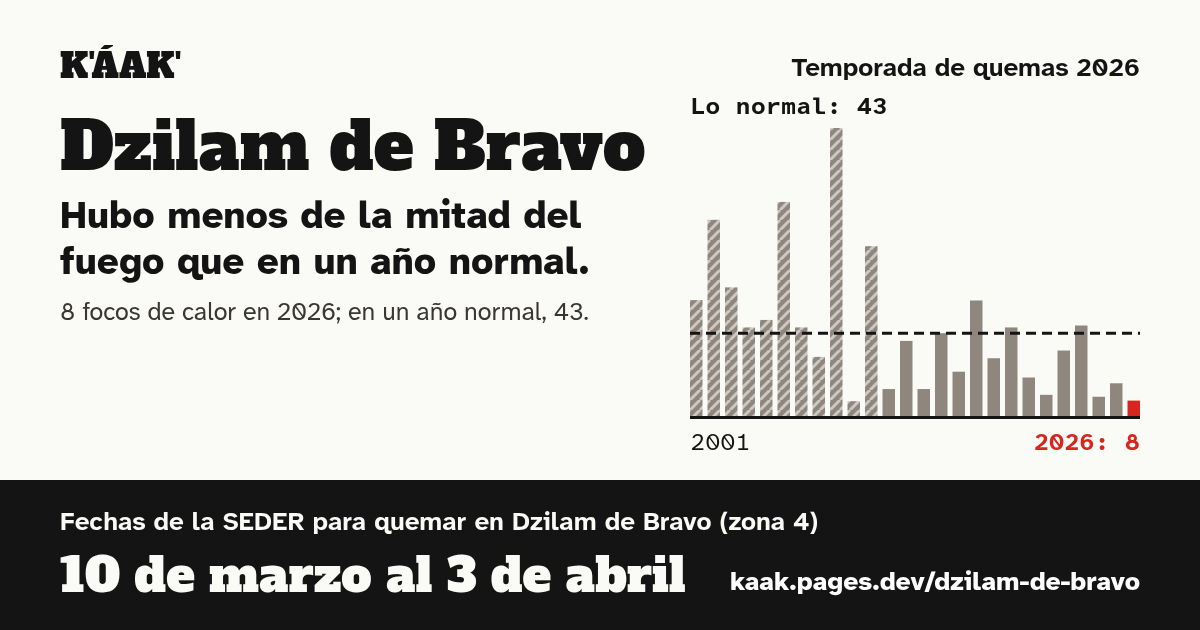 K'ÁAK'
Temporada de quemas 2026
Dzilam de Bravo
Hubo menos de la mitad del
fuego que en un año normal.
8 focos de calor en 2026; en un año normal, 43.
Lo normal: 43
2001
2026: 8
Fechas de la SEDER para quemar en Dzilam de Bravo (zona 4)
10 de marzo al 3 de abril
kaak.pages.dev/dzilam-de-bravo